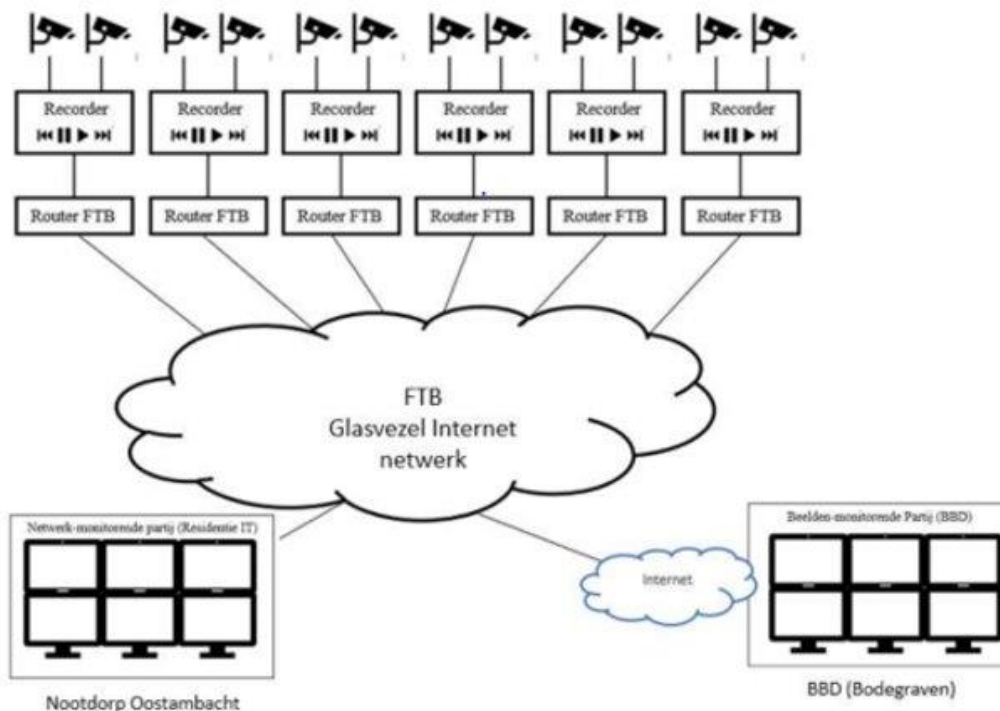 Recorder
Recorder
Recorder
Recorder
Recorder
Recorder
Router FTB
Router FTB
Router FTB
Router FTB
Router FTB
Router FTB
FTB
Glasvezel Internet
netwerk
Netwerk-monitorende partij (Residentie IT)
Beelden-monitorende Partij (BBD)
Internet
Nootdorp Oostambacht
BBD (Bodegraven)